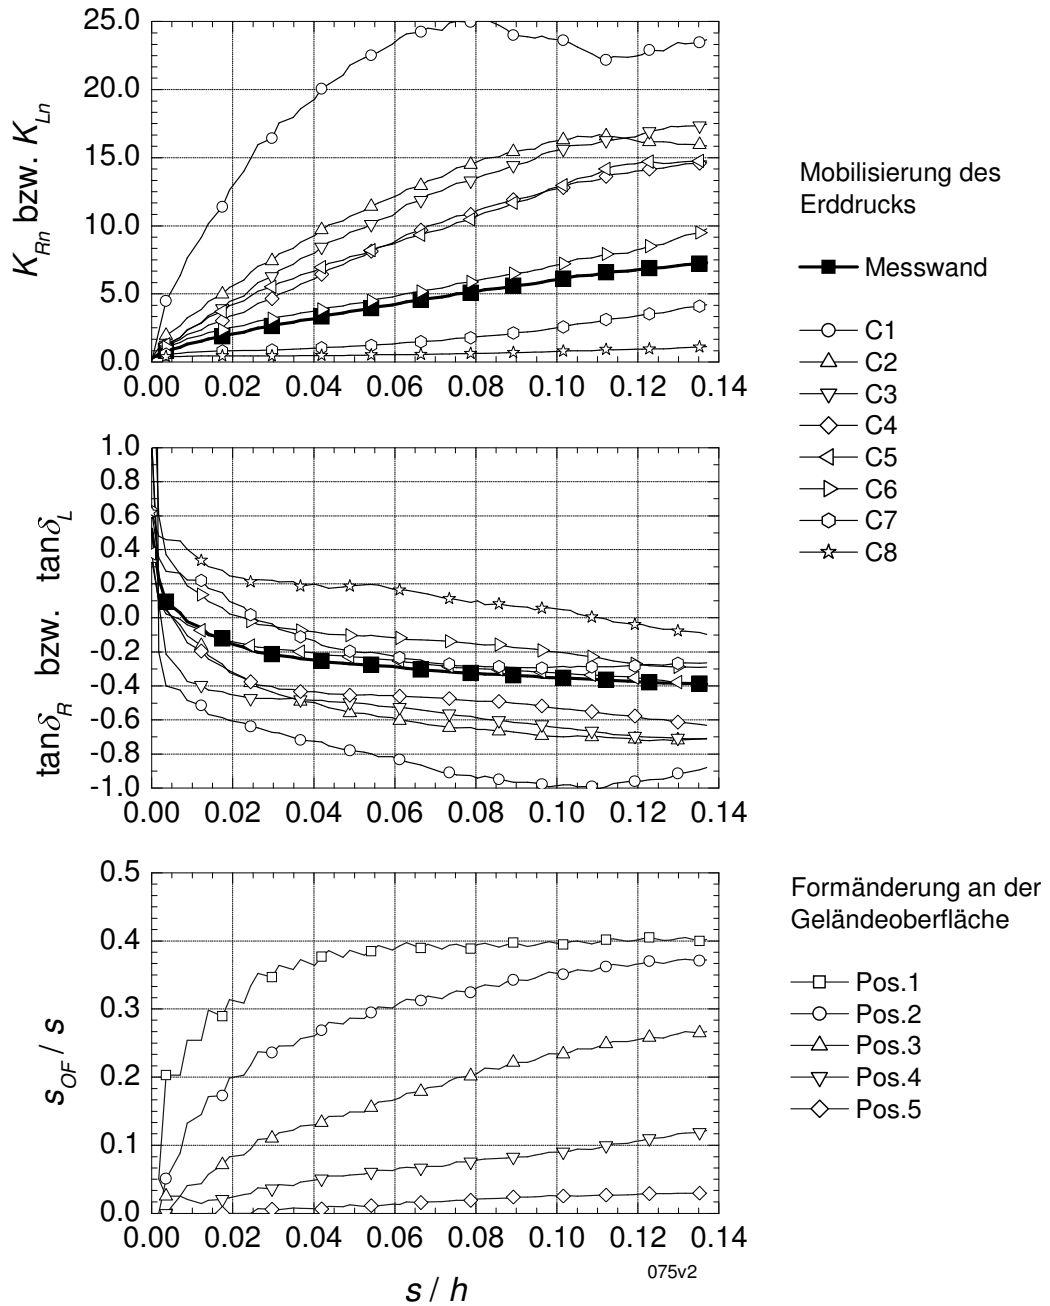 25.0
20.0
15.0
10.0
5.0
0.0
K_Rn bzw. K_Ln
0.00 0.02 0.04 0.06 0.08 0.10 0.12 0.14
Mobilisierung des
Erddrucks
Messwand
C1
C2
C3
C4
C5
C6
C7
C8
1.0
0.8
0.6
0.4
0.2
0.0
-0.2
-0.4
-0.6
-0.8
-1.0
tanδ_R bzw. tanδ_L
0.00 0.02 0.04 0.06 0.08 0.10 0.12 0.14
0.5
0.4
0.3
0.2
0.1
0.0
s_OF / s
0.00 0.02 0.04 0.06 0.08 0.10 0.12 0.14
s / h
075v2
Formänderung an der
Geländeoberfläche
Pos.1
Pos.2
Pos.3
Pos.4
Pos.5